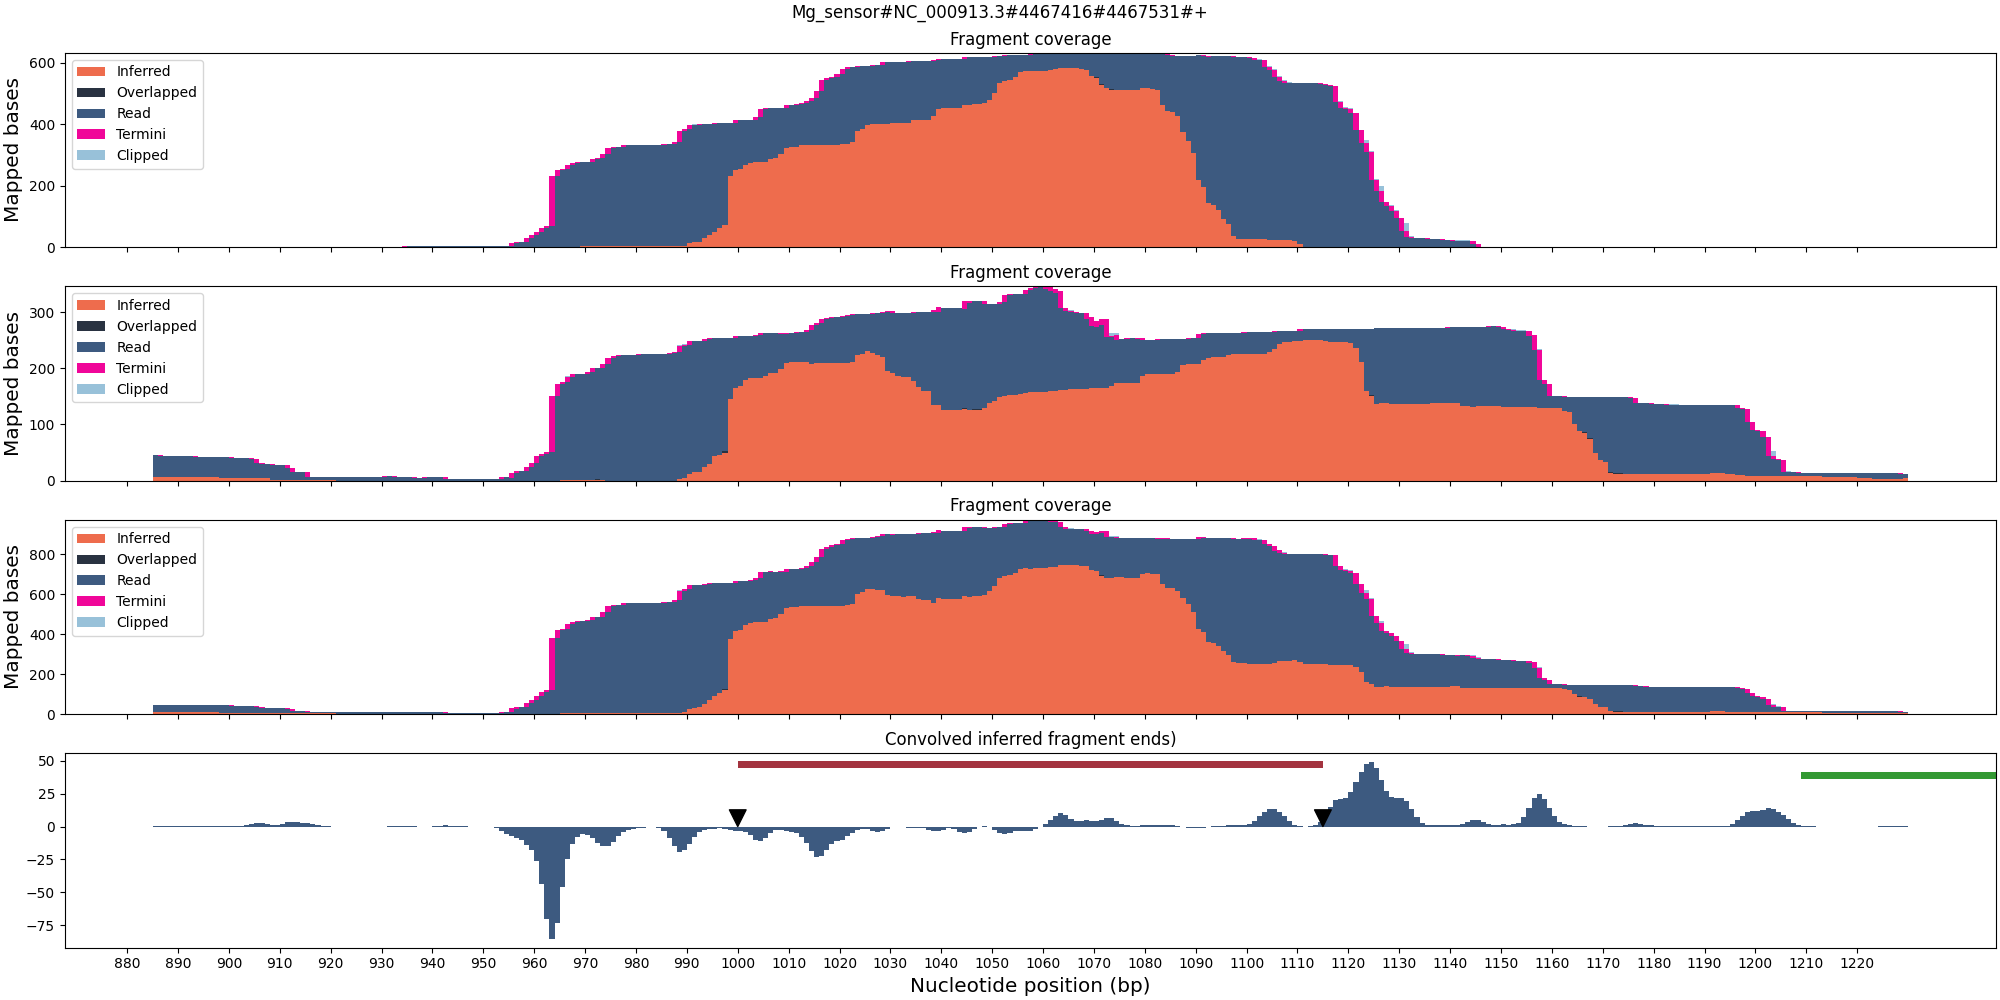 Mg_sensor#NC_000913.3#4467416#4467531#+
Fragment coverage
Mapped bases
600
400
200
0
Inferred
Overlapped
Read
Termini
Clipped
Fragment coverage
Mapped bases
300
200
100
0
Inferred
Overlapped
Read
Termini
Clipped
Fragment coverage
Mapped bases
800
600
400
200
0
Inferred
Overlapped
Read
Termini
Clipped
Convolved inferred fragment ends)
50
25
0
−25
−50
−75
880 890 900 910 920 930 940 950 960 970 980 990 1000 1010 1020 1030 1040 1050 1060 1070 1080 1090 1100 1110 1120 1130 1140 1150 1160 1170 1180 1190 1200 1210 1220
Nucleotide position (bp)